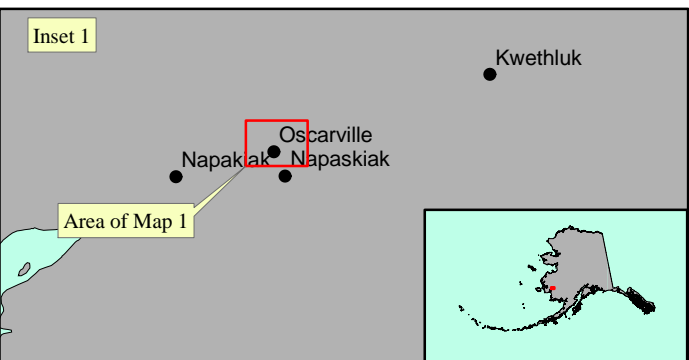 Inset 1
Kwethluk
Oscarville
Napakiak
Napaskiak
Area of Map 1